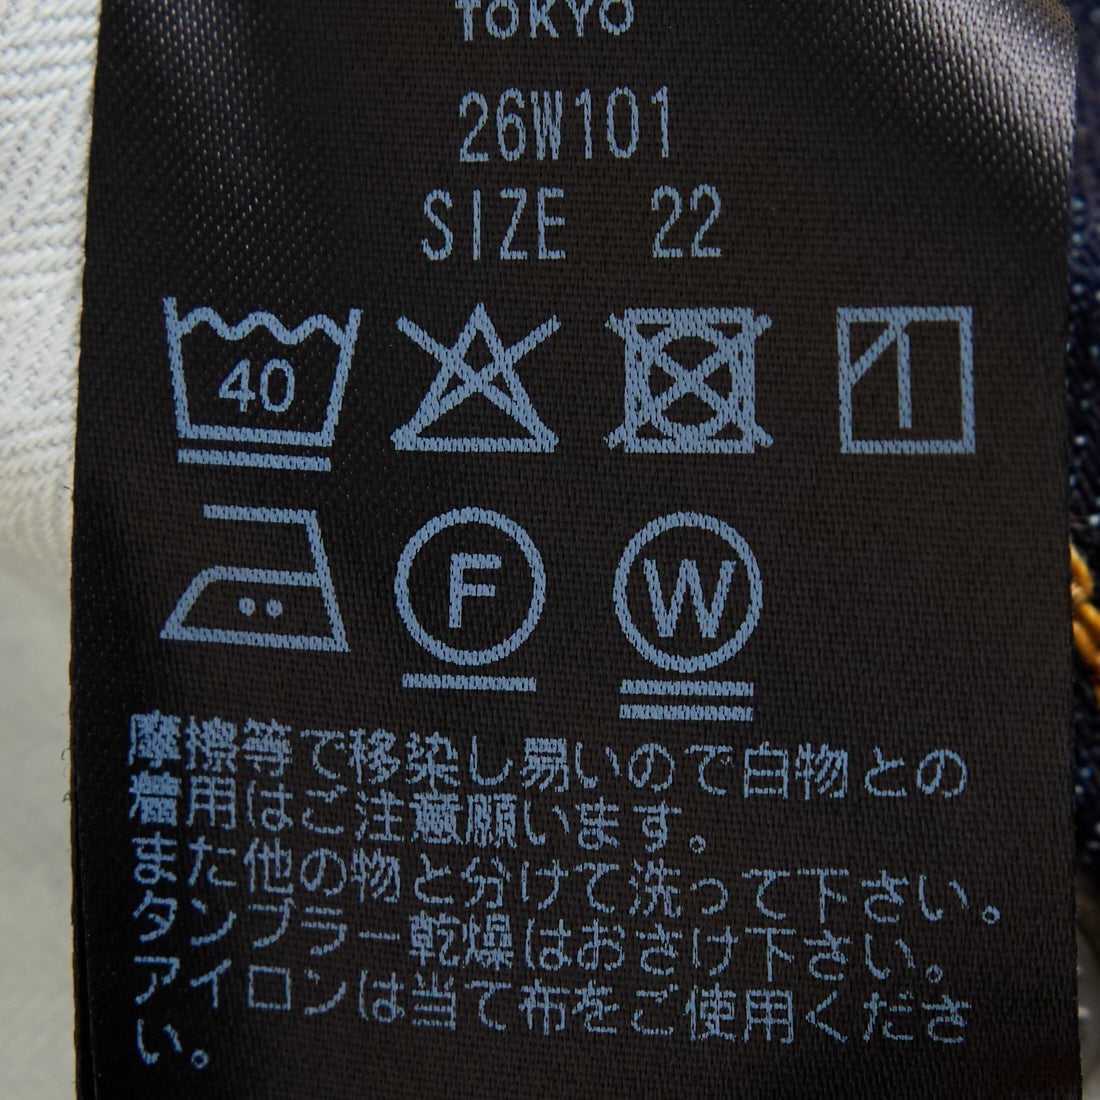 TOKYO
26W101
SIZE 22
40
F W
摩擦等で移染し易いので白物との
着用はご注意願います。
また他の物と分けて洗って下さい。
タンブラー乾燥はおさけ下さい。
アイロンは当て布をご使用くださ
い。